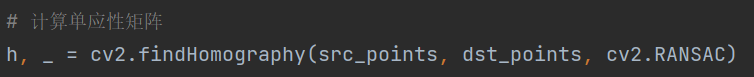 # 计算单应性矩阵
h, _ = cv2.findHomography(src_points, dst_points, cv2.RANSAC)